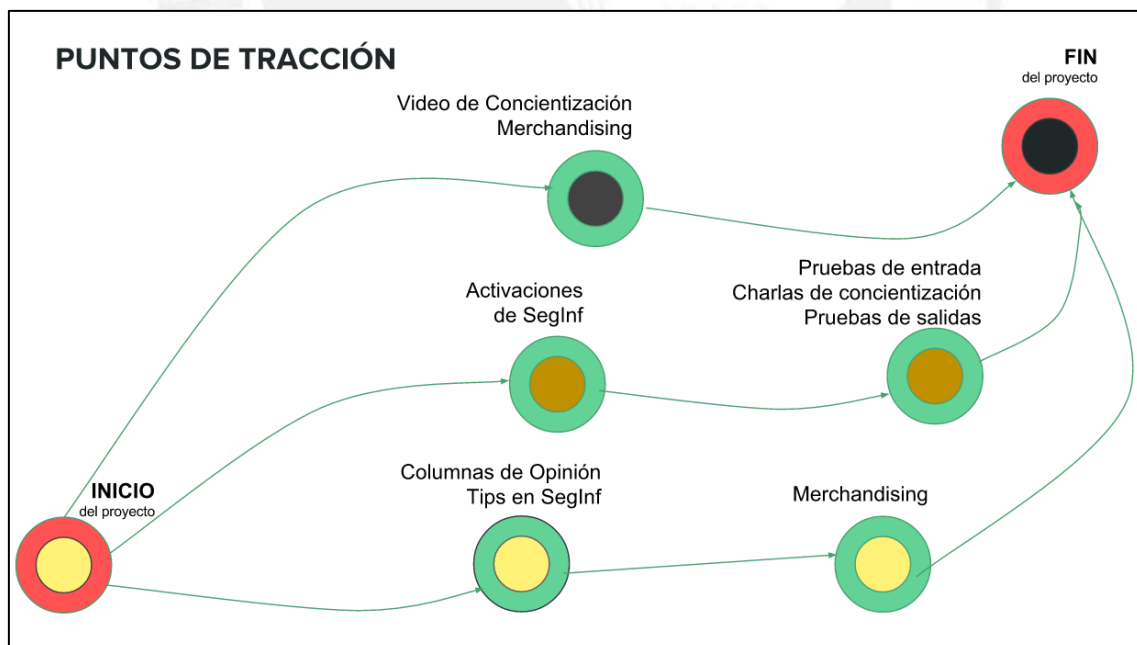 PUNTOS DE TRACCIÓN
FIN
del proyecto
Video de Concientización
Merchandising
Activaciones
de SegInf
Pruebas de entrada
Charlas de concientización
Pruebas de salidas
INICIO
del proyecto
Columnas de Opinión
Tips en SegInf
Merchandising